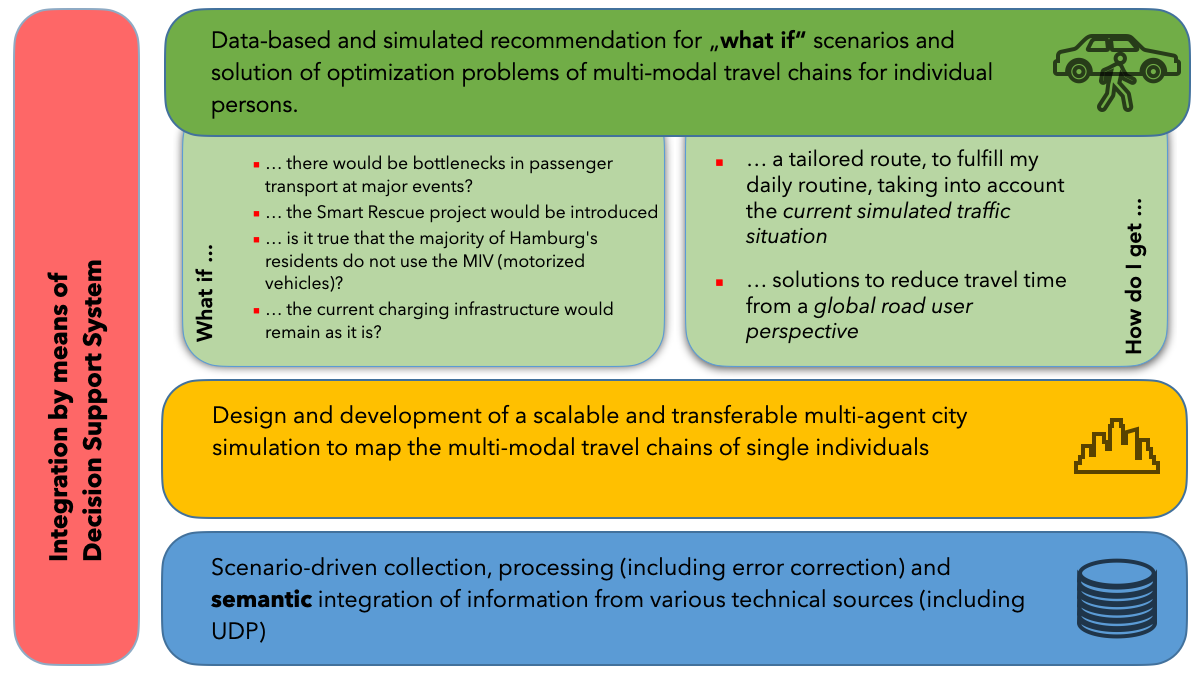 Integration by means of
Decision Support System
Data-based and simulated recommendation for „what if“ scenarios and
solution of optimization problems of multi-modal travel chains for individual
persons.
What if ...
▪ … there would be bottlenecks in passenger
transport at major events?
▪ … the Smart Rescue project would be introduced
▪ … is it true that the majority of Hamburg's
residents do not use the MIV (motorized
vehicles)?
▪ … the current charging infrastructure would
remain as it is?
▪ … a tailored route, to fulfill my
daily routine, taking into account
the current simulated traffic
situation
▪ … solutions to reduce travel time
from a global road user
perspective
How do I get ...
Design and development of a scalable and transferable multi-agent city
simulation to map the multi-modal travel chains of single individuals
Scenario-driven collection, processing (including error correction) and
semantic integration of information from various technical sources (including
UDP)